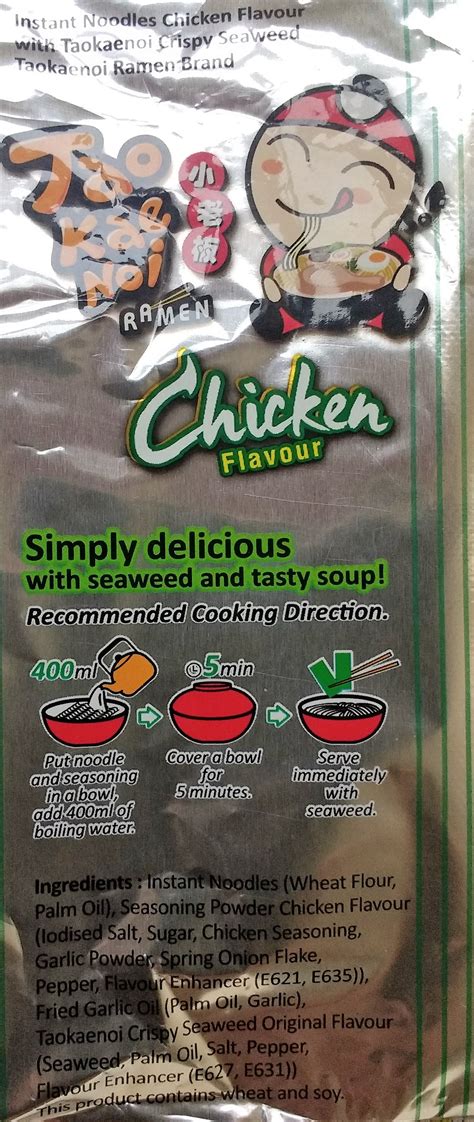 Instant Noodles Chicken Flavour
with Taokaenoi Crispy Seaweed
Taokaenoi Ramen Brand
Tao
Kae
Noi
小老板
RAMEN
Chicken
Flavour
Simply delicious
with seaweed and tasty soup!
Recommended Cooking Direction.
400ml
5min
Put noodle
and seasoning
in a bowl,
add 400ml of
boiling water.
Cover a bowl
for
5 minutes.
Serve
immediately
with
seaweed.
Ingredients : Instant Noodles (Wheat Flour,
Palm Oil), Seasoning Powder Chicken Flavour
(Iodised Salt, Sugar, Chicken Seasoning,
Garlic Powder, Spring Onion Flake,
Pepper, Flavour Enhancer (E621, E635)),
Fried Garlic Oil (Palm Oil, Garlic),
Taokaenoi Crispy Seaweed Original Flavour
(Seaweed, Palm Oil, Salt, Pepper,
Flavour Enhancer (E627, E631))
This product contains wheat and soy.